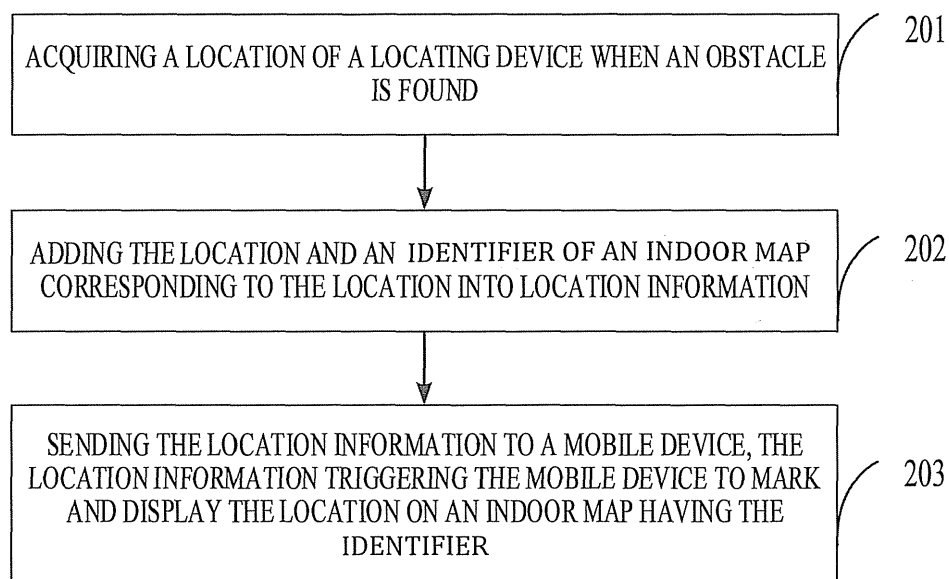 201
ACQUIRING A LOCATION OF A LOCATING DEVICE WHEN AN OBSTACLE
IS FOUND
202
ADDING THE LOCATION AND AN IDENTIFIER OF AN INDOOR MAP
CORRESPONDING TO THE LOCATION INTO LOCATION INFORMATION
203
SENDING THE LOCATION INFORMATION TO A MOBILE DEVICE, THE
LOCATION INFORMATION TRIGGERING THE MOBILE DEVICE TO MARK
AND DISPLAY THE LOCATION ON AN INDOOR MAP HAVING THE
IDENTIFIER